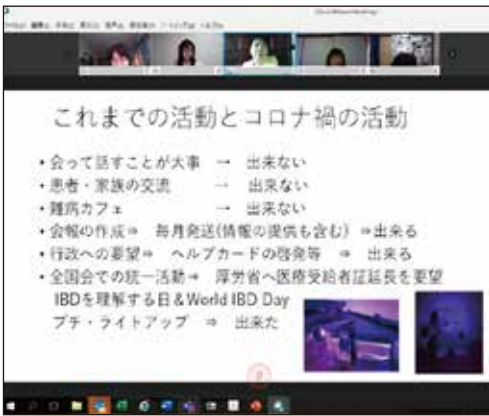 これまでの活動とコロナ禍の活動
・会って話すことが大事 → 出来ない
・患者・家族の交流 → 出来ない
・難病カフェ → 出来ない
・会報の作成⇒ 毎月発送(情報の提供も含む) ⇒出来る
・行政への要望⇒ ヘルプカードの啓発等 ⇒ 出来る
・全国会での統一活動⇒ 厚労省へ医療受給者証延長を要望
IBDを理解する日&World IBD Day
プチ・ライトアップ ⇒ 出来た